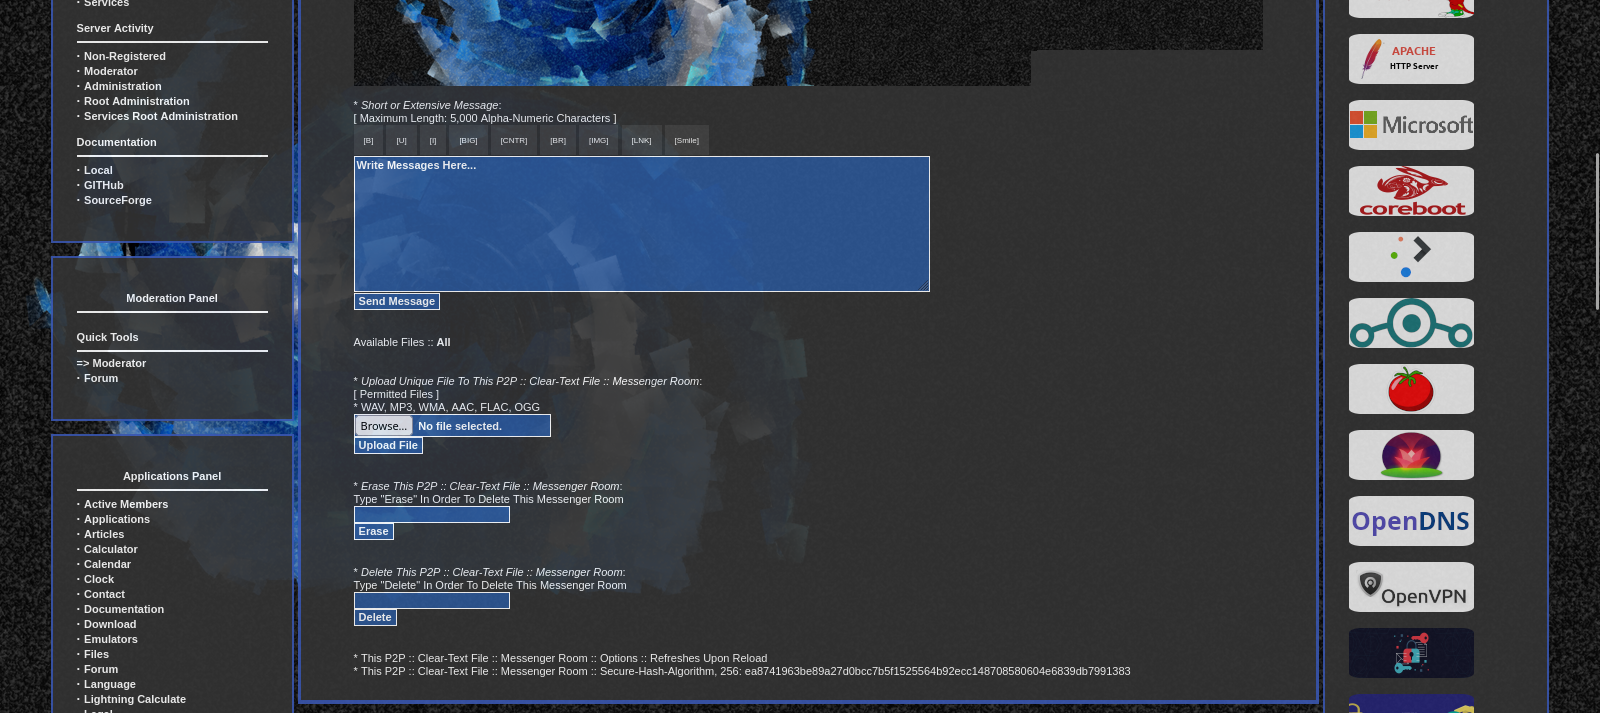 · Services
Server Activity
· Non-Registered
· Moderator
· Administration
· Root Administration
· Services Root Administration
Documentation
· Local
· GITHub
· SourceForge
Moderation Panel
Quick Tools
=> Moderator
· Forum
Applications Panel
· Active Members
· Applications
· Articles
· Calculator
· Calendar
· Clock
· Contact
· Documentation
· Download
· Emulators
· Files
· Forum
· Language
· Lightning Calculate
· Legal
* Short or Extensive Message:
[ Maximum Length: 5,000 Alpha-Numeric Characters ]
[B] [U] [I] [BIG] [CNTR] [BR] [IMG] [LNK] [Smile]
Write Messages Here...
Send Message
Available Files :: All
* Upload Unique File To This P2P :: Clear-Text File :: Messenger Room:
[ Permitted Files ]
* WAV, MP3, WMA, AAC, FLAC, OGG
Browse... No file selected.
Upload File
* Erase This P2P :: Clear-Text File :: Messenger Room:
Type "Erase" In Order To Delete This Messenger Room
Erase
* Delete This P2P :: Clear-Text File :: Messenger Room:
Type "Delete" In Order To Delete This Messenger Room
Delete
* This P2P :: Clear-Text File :: Messenger Room :: Options :: Refreshes Upon Reload
* This P2P :: Clear-Text File :: Messenger Room :: Secure-Hash-Algorithm, 256: ea8741963be89a27d0bcc7b5f1525564b92ecc148708580604e6839db7991383
APACHE
HTTP Server
Microsoft
coreboot
OpenDNS
OpenVPN